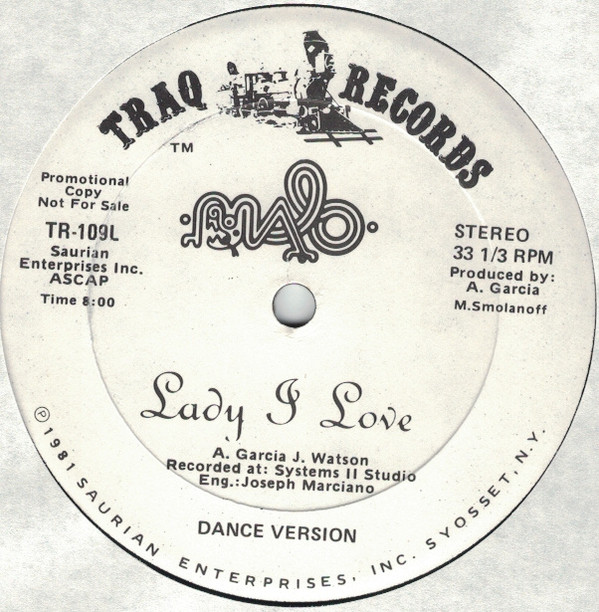 TRAQ RECORDS
TM
Promotional
Copy
Not For Sale
TR-109L
Saurian
Enterprises Inc.
ASCAP
Time 8:00
MALO
STEREO
33 1/3 RPM
Produced by:
A. Garcia
M.Smolanoff
Lady I Love
A. Garcia J. Watson
Recorded at: Systems II Studio
Eng.:Joseph Marciano
DANCE VERSION
℗ 1981 SAURIAN ENTERPRISES, INC. SYOSSET, N.Y.